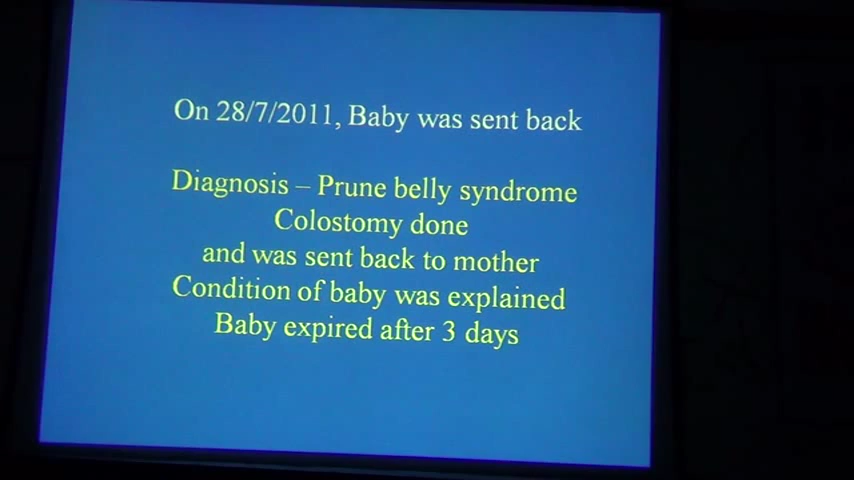 On 28/7/2011, Baby was sent back
Diagnosis – Prune belly syndrome
Colostomy done
and was sent back to mother
Condition of baby was explained
Baby expired after 3 days